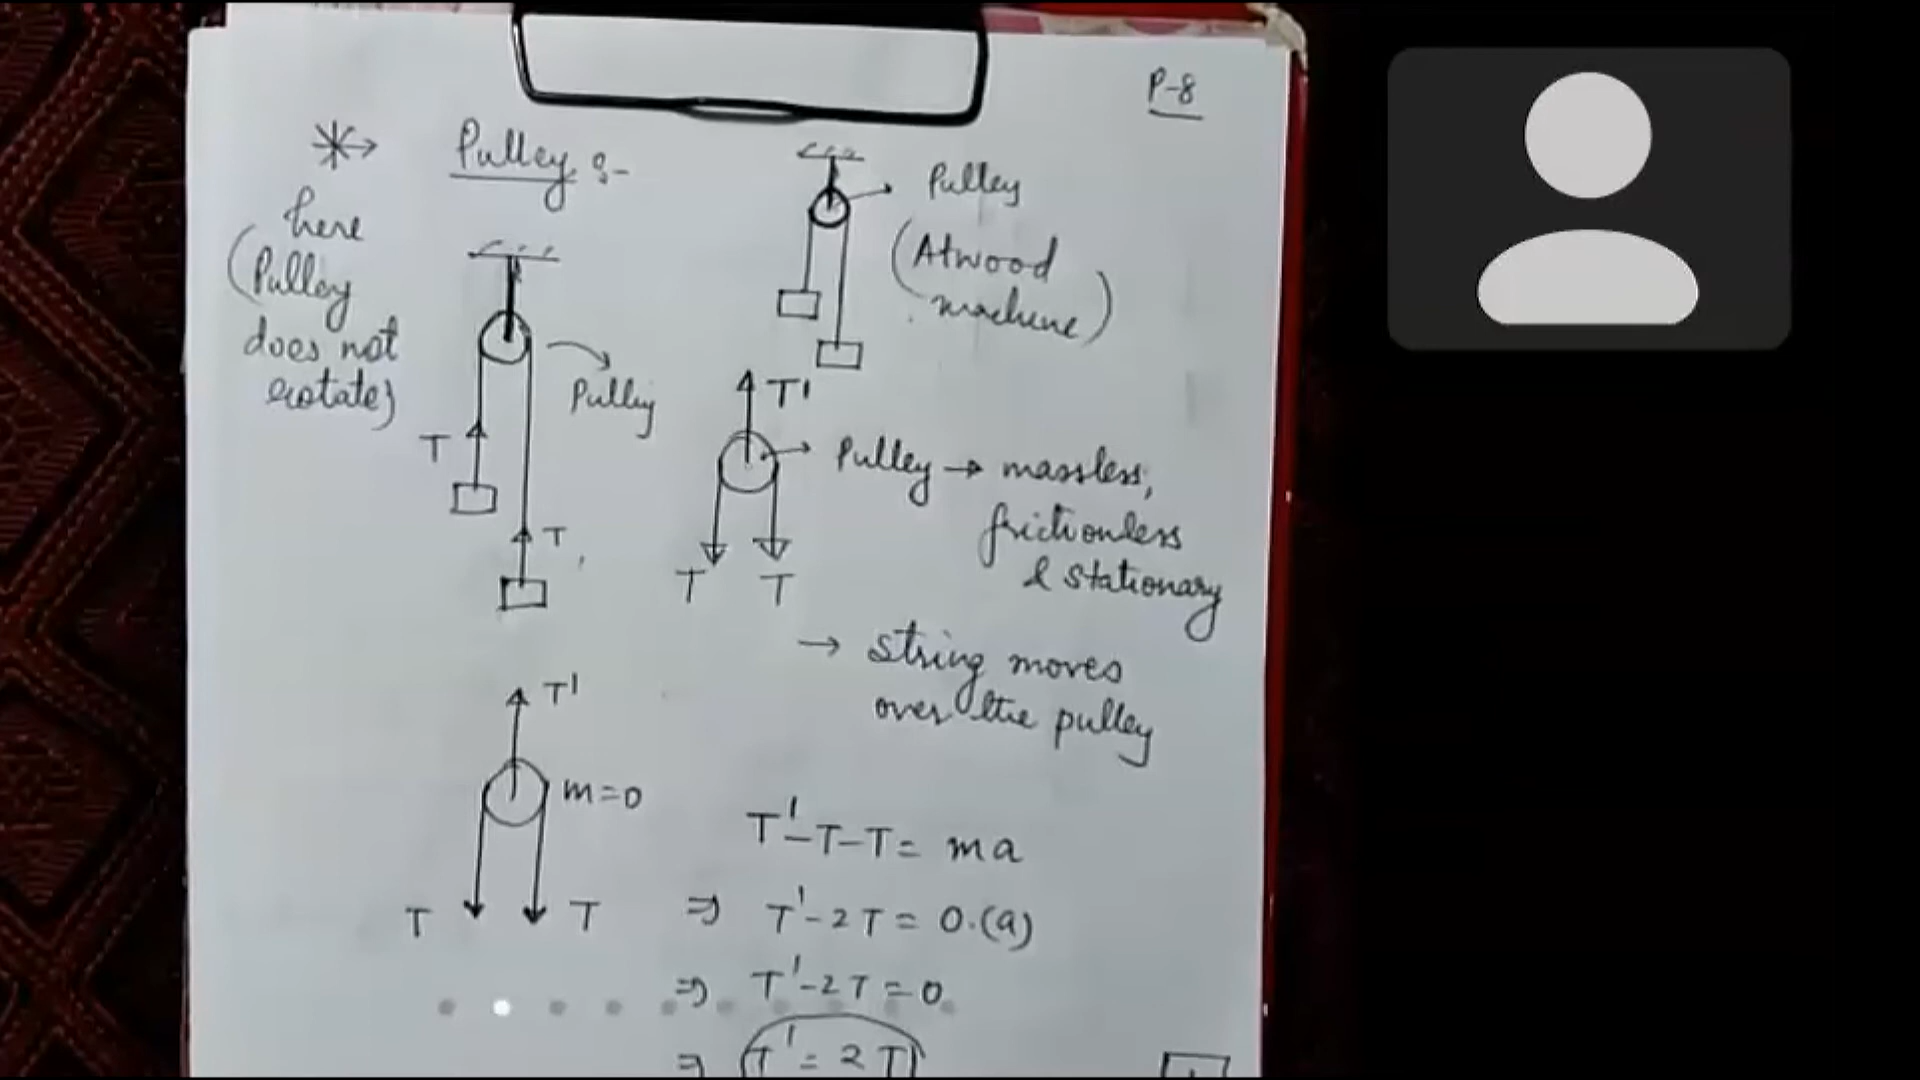 P-8
Pulley :-
here
(Pulley
does not
rotate)
Pulley
(Atwood
machine)
Pulley
T
T
T'
Pulley → massless,
frictionless
& stationary
T T
→ String moves
over the pulley
T'
m=0
T T
T'-T-T = ma
⇒ T'-2T = 0.(a)
⇒ T'-2T = 0
⇒ T' = 2T